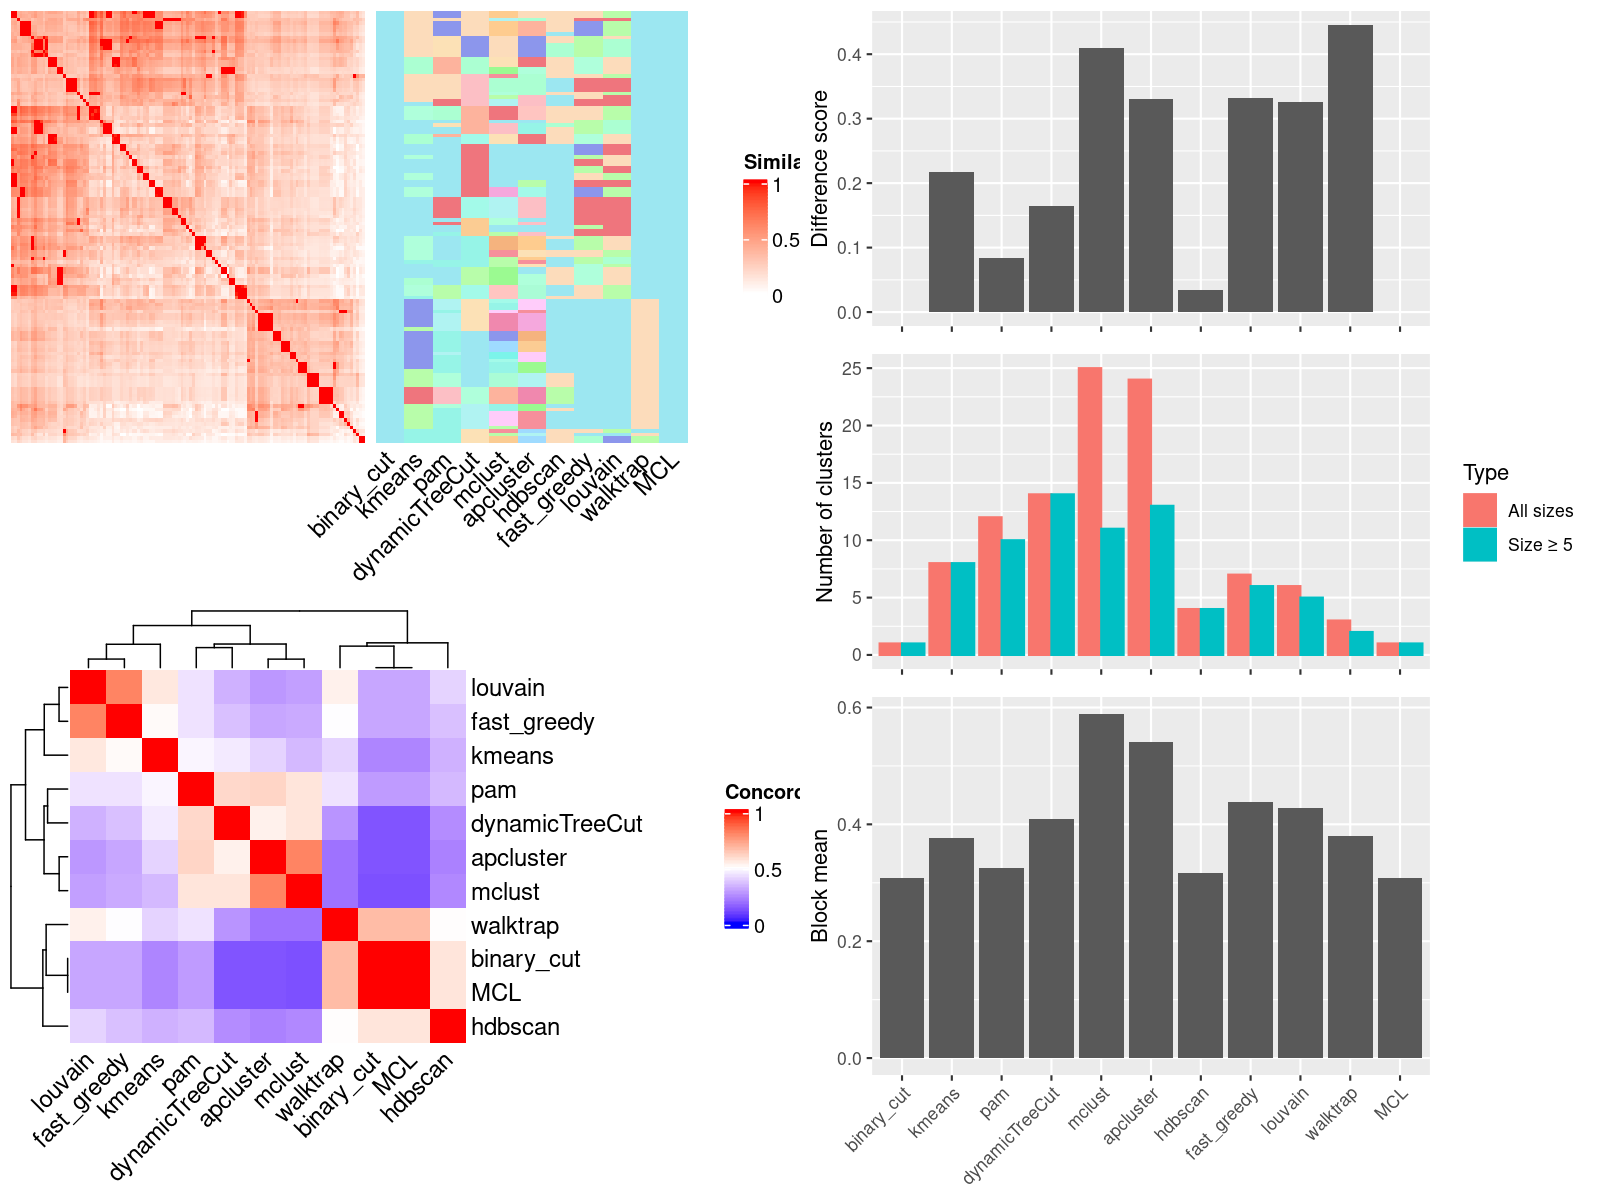 Simila
1
0.5
0
binary_cut
kmeans
pam
dynamicTreeCut
mclust
apcluster
hdbscan
fast_greedy
louvain
walktrap
MCL
Difference score
0.4
0.3
0.2
0.1
0.0
Number of clusters
25
20
15
10
5
0
Type
All sizes
Size ≥ 5
louvain
fast_greedy
kmeans
pam
dynamicTreeCut
apcluster
mclust
walktrap
binary_cut
MCL
hdbscan
louvain
fast_greedy
kmeans
pam
dynamicTreeCut
apcluster
mclust
walktrap
binary_cut
MCL
hdbscan
Concord
1
0.5
0
Block mean
0.6
0.4
0.2
0.0
binary_cut
kmeans
pam
dynamicTreeCut
mclust
apcluster
hdbscan
fast_greedy
louvain
walktrap
MCL